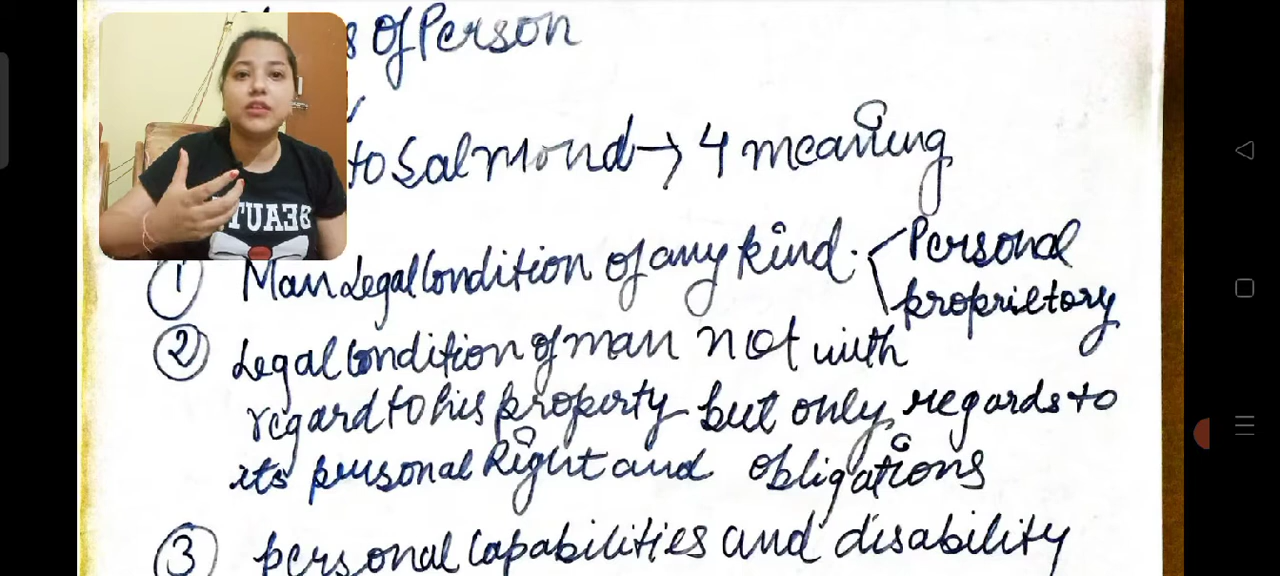 of Person
to Salmond → 4 meaning
① Man Legal Condition of any kind. Personal
proprietory
② Legal condition of man not with
regard to his property but only regards to
its personal Right and obligations
③ personal capabilities and disability